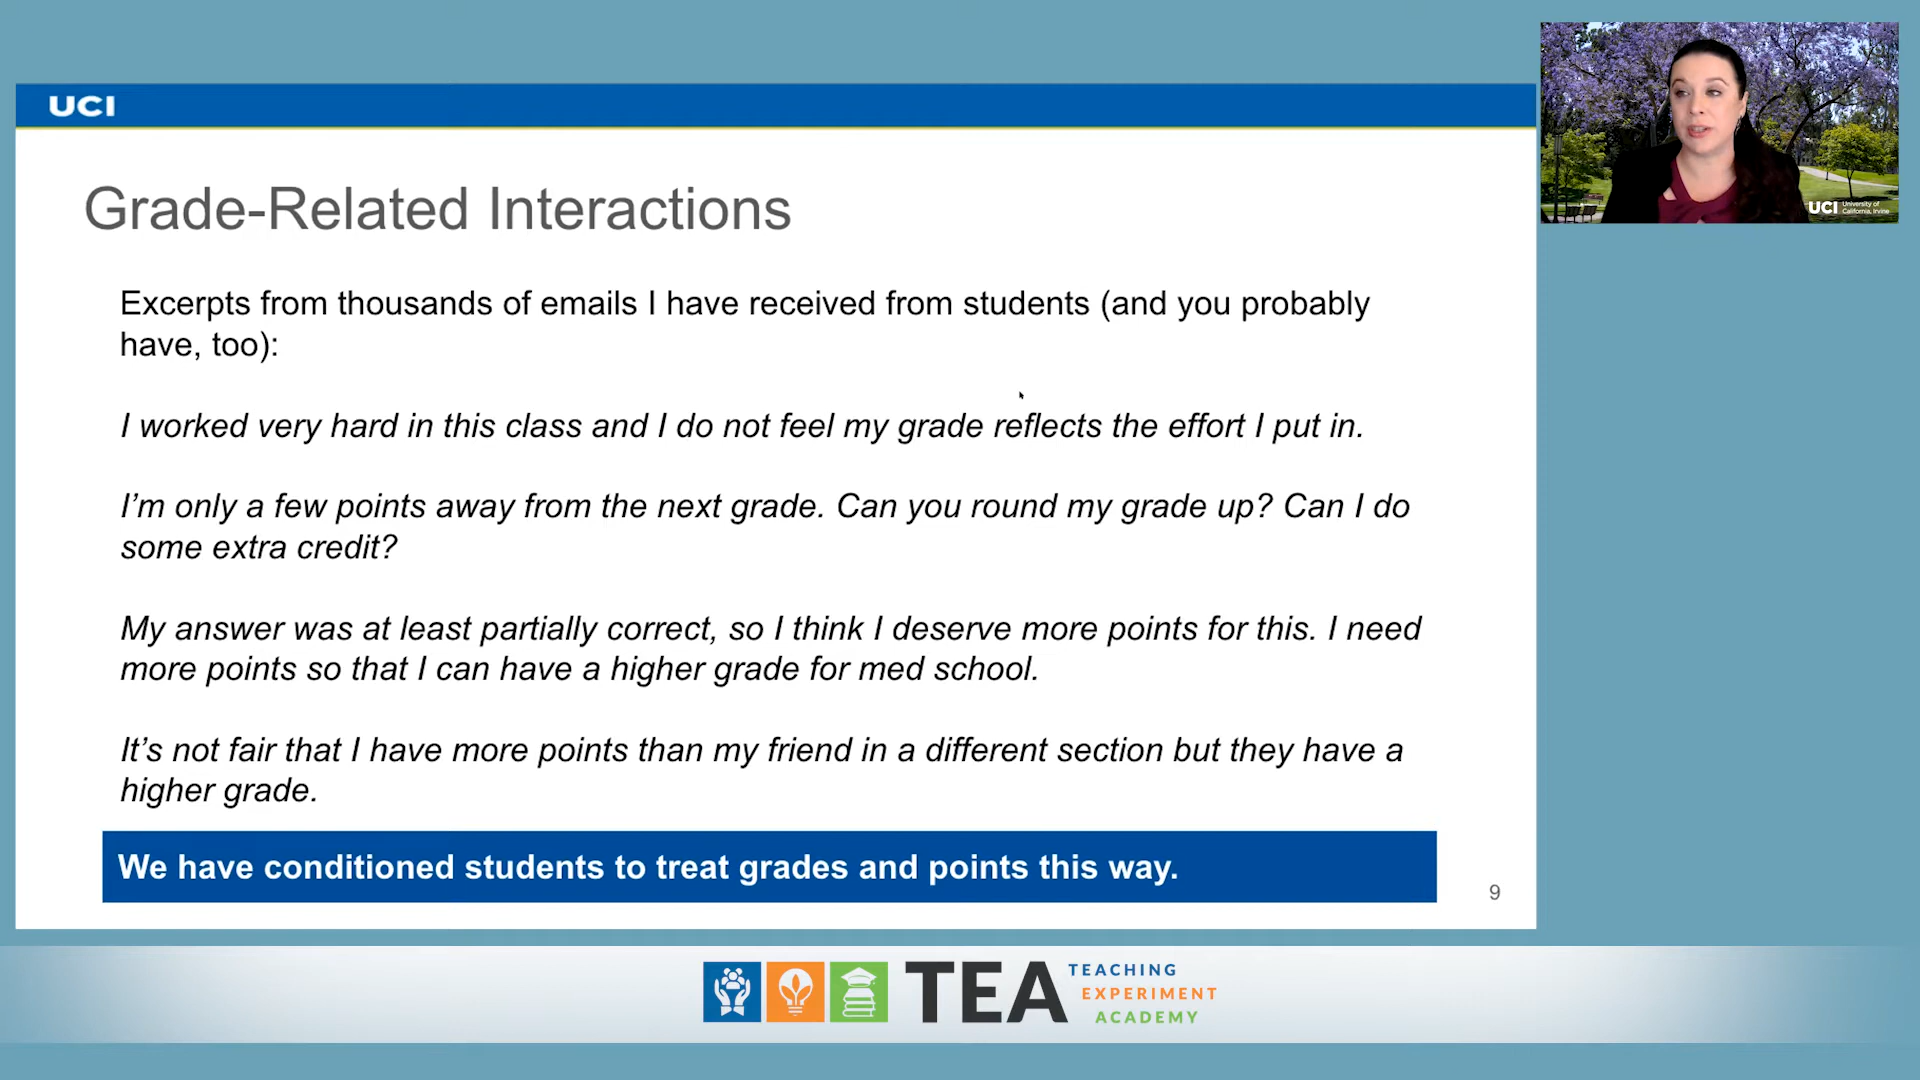 UCI
Grade-Related Interactions
Excerpts from thousands of emails I have received from students (and you probably
have, too):
I worked very hard in this class and I do not feel my grade reflects the effort I put in.
I’m only a few points away from the next grade. Can you round my grade up? Can I do
some extra credit?
My answer was at least partially correct, so I think I deserve more points for this. I need
more points so that I can have a higher grade for med school.
It’s not fair that I have more points than my friend in a different section but they have a
higher grade.
We have conditioned students to treat grades and points this way.
9
UCI University of
California, Irvine
TEA TEACHING
EXPERIMENT
ACADEMY